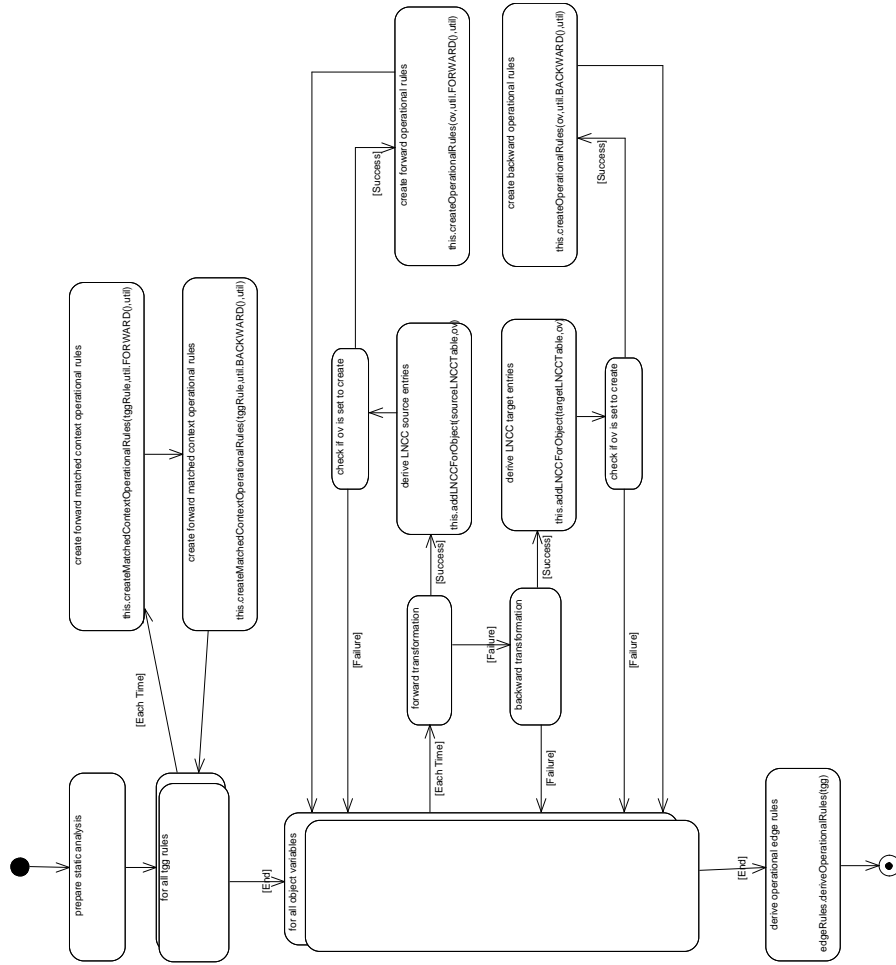 prepare static analysis
for all tgg rules
[Each Time]
create forward matched context operational rules
this.createMatchedContextOperationalRules(tggRule,util.FORWARD(),util)
create forward matched context operational rules
this.createMatchedContextOperationalRules(tggRule,util.BACKWARD(),util)
[End]
for all object variables
[Each Time]
forward transformation
[Success]
derive LNCC source entries
this.addLNCCForObject(sourceLNCCTable,ov)
check if ov is set to create
[Failure]
[Success]
create forward operational rules
this.createOperationalRules(ov,util.FORWARD(),util)
[Failure]
backward transformation
[Failure]
[Success]
derive LNCC target entries
this.addLNCCForObject(targetLNCCTable,ov)
check if ov is set to create
[Failure]
[Success]
create backward operational rules
this.createOperationalRules(ov,util.BACKWARD(),util)
[End]
derive operational edge rules
edgeRules.deriveOperationalRules(tgg)